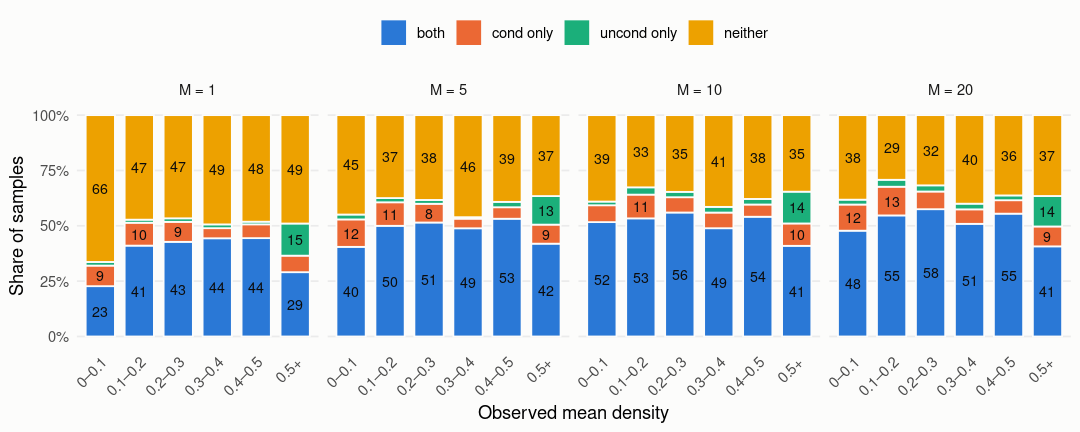 both cond only uncond only neither
M = 1 M = 5 M = 10 M = 20
Share of samples
100%
75%
50%
25%
0%
66 47 47 49 48 49
9 10 9 15
23 41 43 44 44 29
45 37 38 46 39 37
12 11 8 13 9
40 50 51 49 53 42
39 33 35 41 38 35
11 14 10
52 53 56 49 54 41
38 29 32 40 36 37
12 13 14 9
48 55 58 51 55 41
0–0.1 0.1–0.2 0.2–0.3 0.3–0.4 0.4–0.5 0.5+
0–0.1 0.1–0.2 0.2–0.3 0.3–0.4 0.4–0.5 0.5+
0–0.1 0.1–0.2 0.2–0.3 0.3–0.4 0.4–0.5 0.5+
0–0.1 0.1–0.2 0.2–0.3 0.3–0.4 0.4–0.5 0.5+
Observed mean density